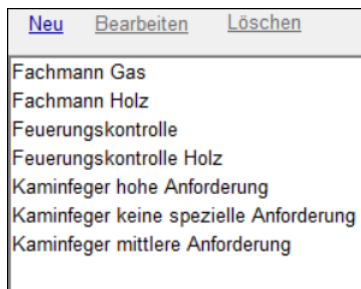 Neu Bearbeiten Löschen
Fachmann Gas
Fachmann Holz
Feuerungskontrolle
Feuerungskontrolle Holz
Kaminfeger hohe Anforderung
Kaminfeger keine spezielle Anforderung
Kaminfeger mittlere Anforderung